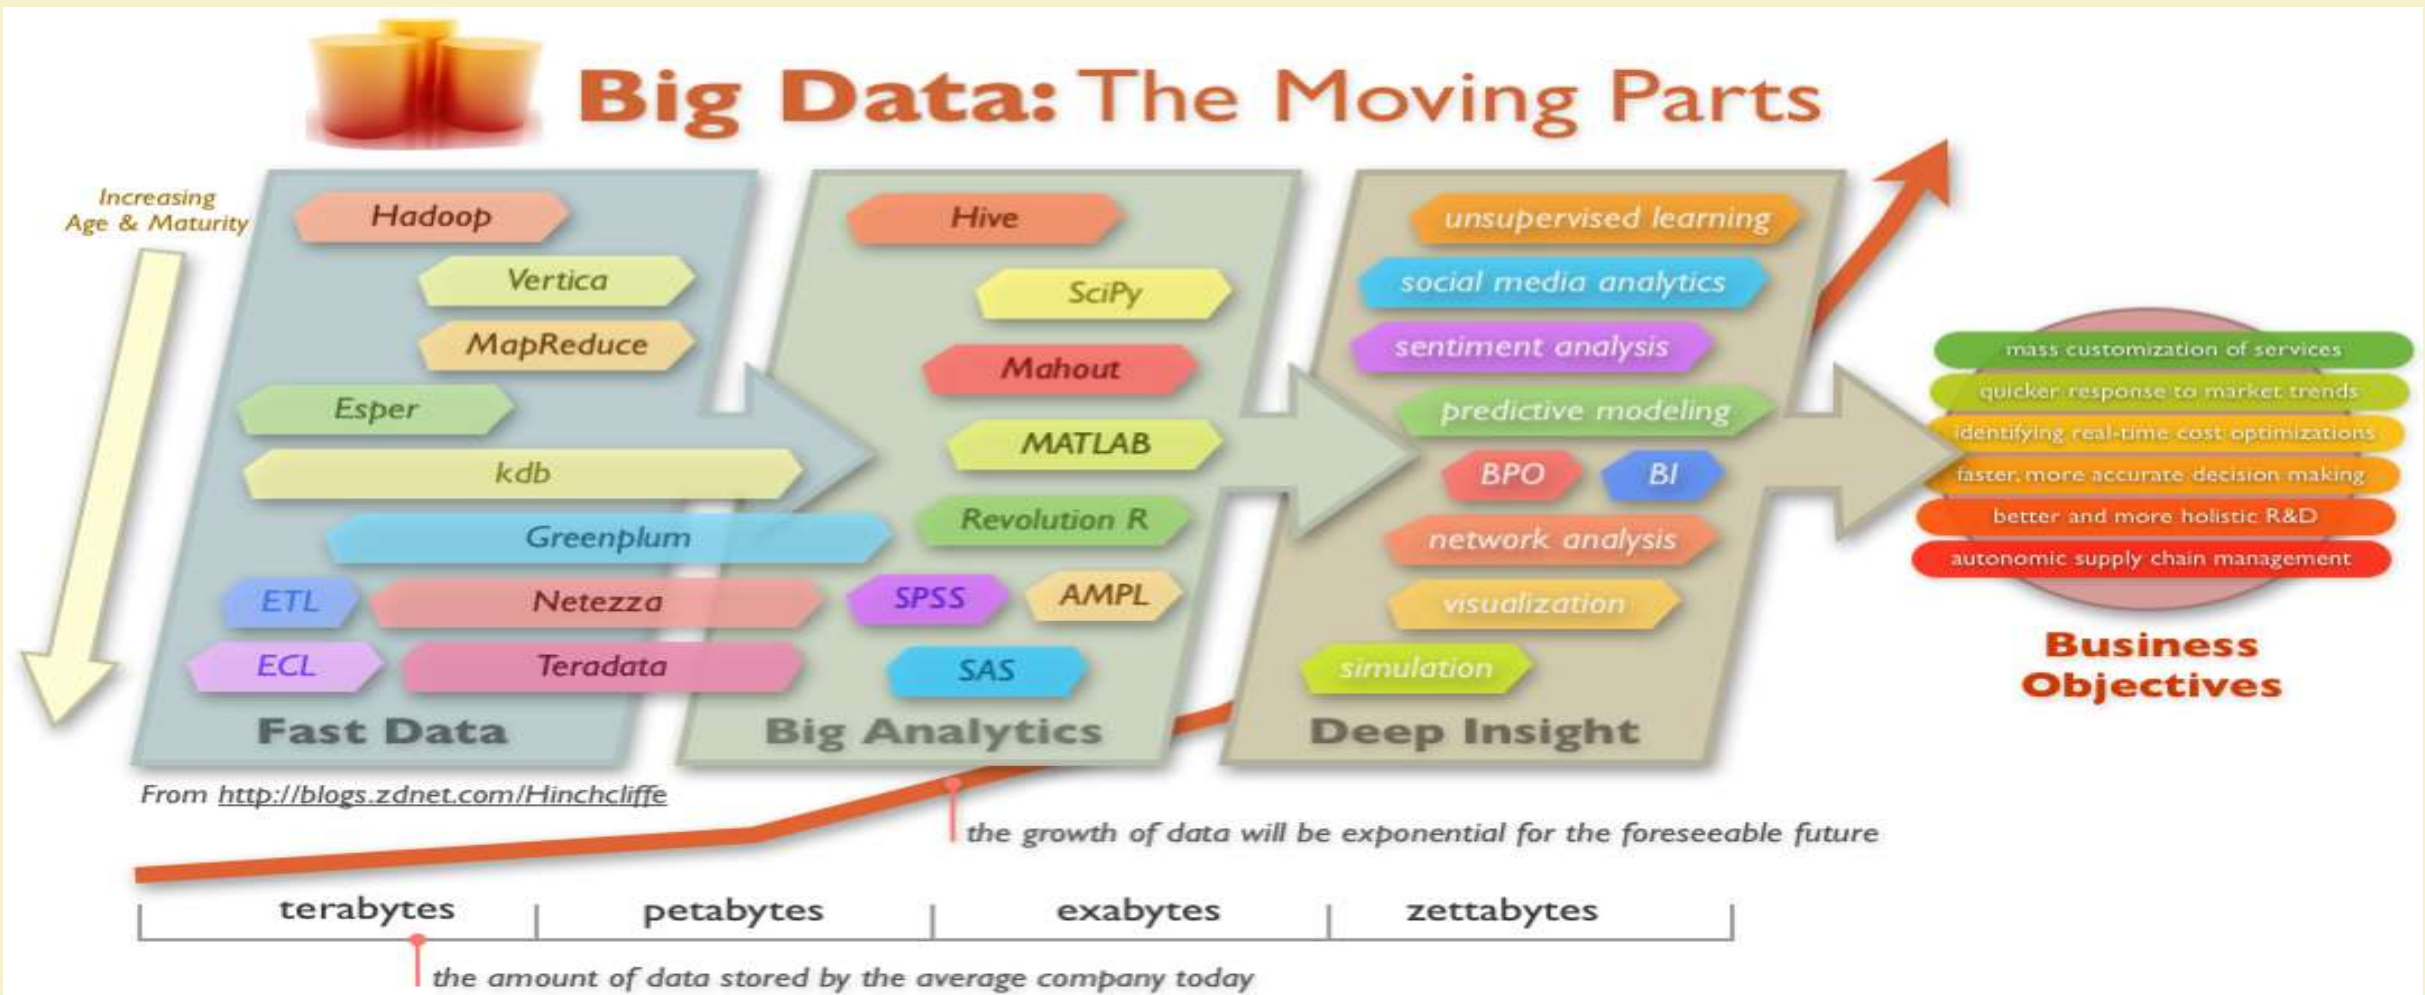 Big Data: The Moving Parts
Increasing
Age & Maturity
Hadoop
Vertica
MapReduce
Esper
kdb
Greenplum
ETL
Netezza
ECL
Teradata
Fast Data
Hive
SciPy
Mahout
MATLAB
Revolution R
SPSS
AMPL
SAS
Big Analytics
unsupervised learning
social media analytics
sentiment analysis
predictive modeling
BPO
BI
network analysis
visualization
simulation
Deep Insight
mass customization of services
quicker response to market trends
identifying real-time cost optimizations
faster, more accurate decision making
better and more holistic R&D
autonomic supply chain management
Business
Objectives
From http://blogs.zdnet.com/Hinchcliffe
the growth of data will be exponential for the foreseeable future
terabytes
petabytes
exabytes
zettabytes
the amount of data stored by the average company today